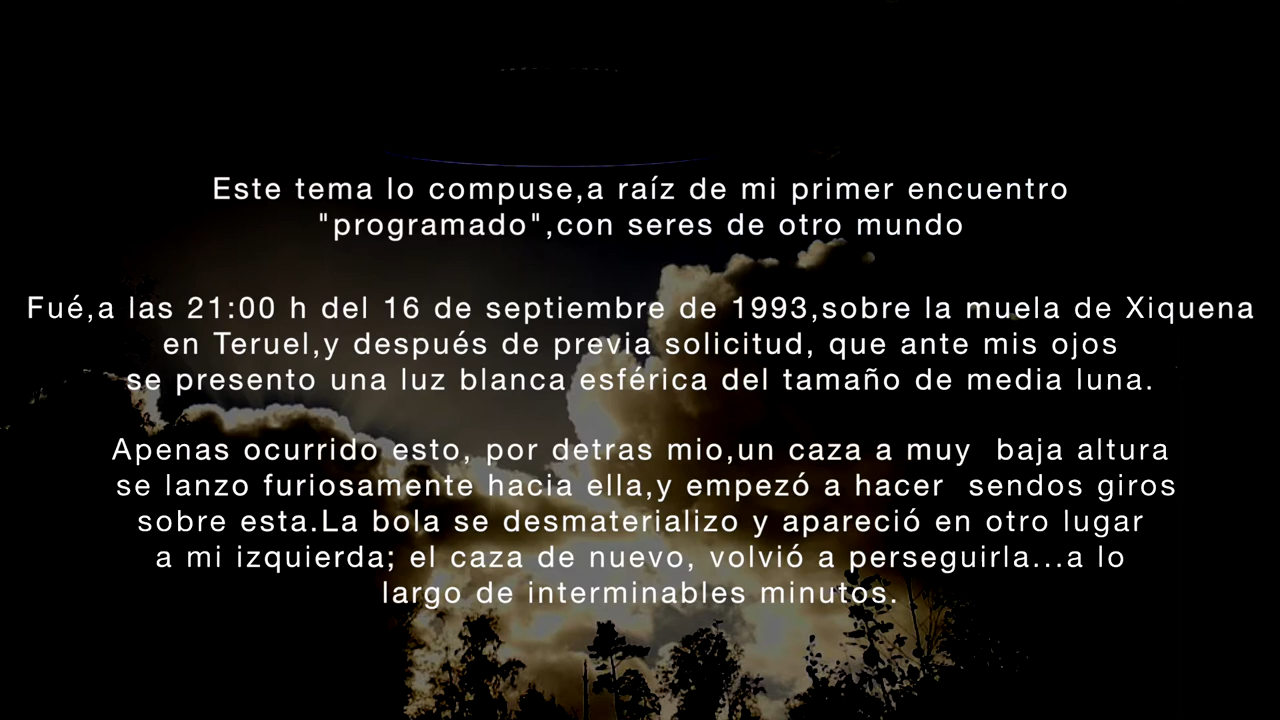 Este tema lo compuse,a raíz de mi primer encuentro
"programado",con seres de otro mundo
Fué,a las 21:00 h del 16 de septiembre de 1993,sobre la muela de Xiquena
en Teruel,y después de previa solicitud, que ante mis ojos
se presento una luz blanca esférica del tamaño de media luna.
Apenas ocurrido esto, por detras mio,un caza a muy  baja altura
se lanzo furiosamente hacia ella,y empezó a hacer  sendos giros
sobre esta.La bola se desmaterializo y apareció en otro lugar
a mi izquierda; el caza de nuevo, volvió a perseguirla...a lo
largo de interminables minutos.